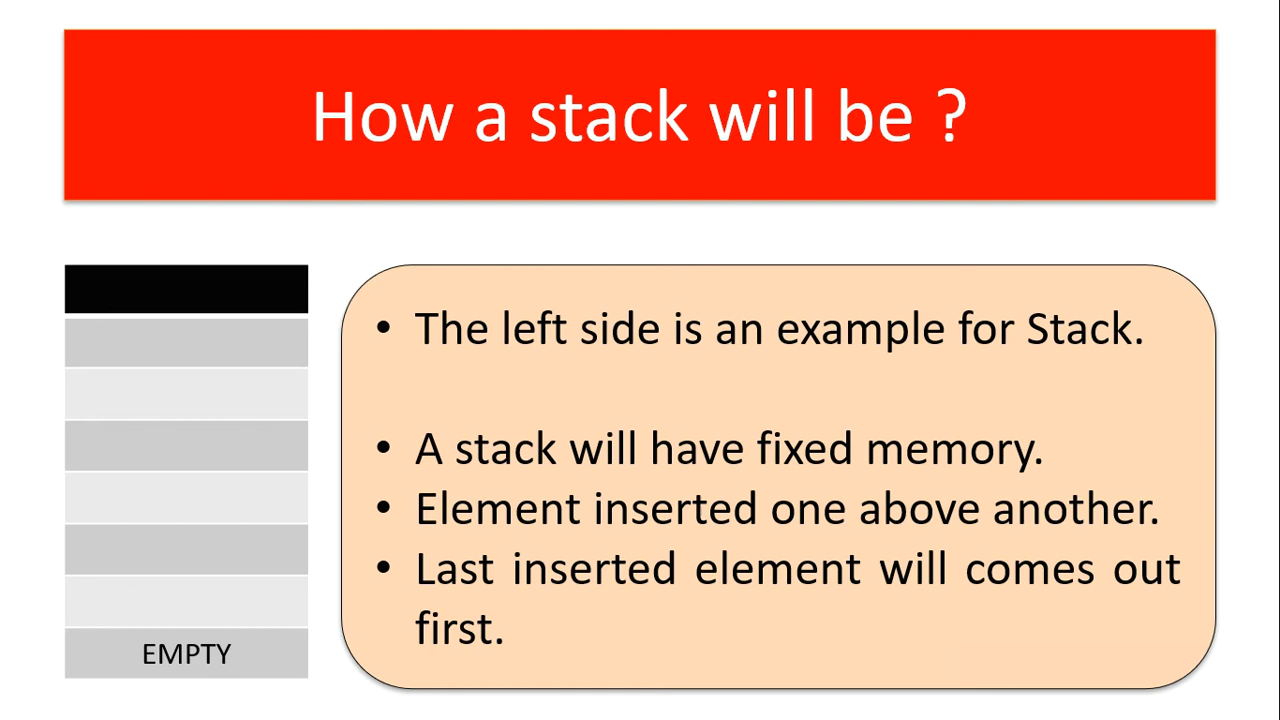 How a stack will be ?
• The left side is an example for Stack.
• A stack will have fixed memory.
• Element inserted one above another.
• Last inserted element will comes out
first.
EMPTY